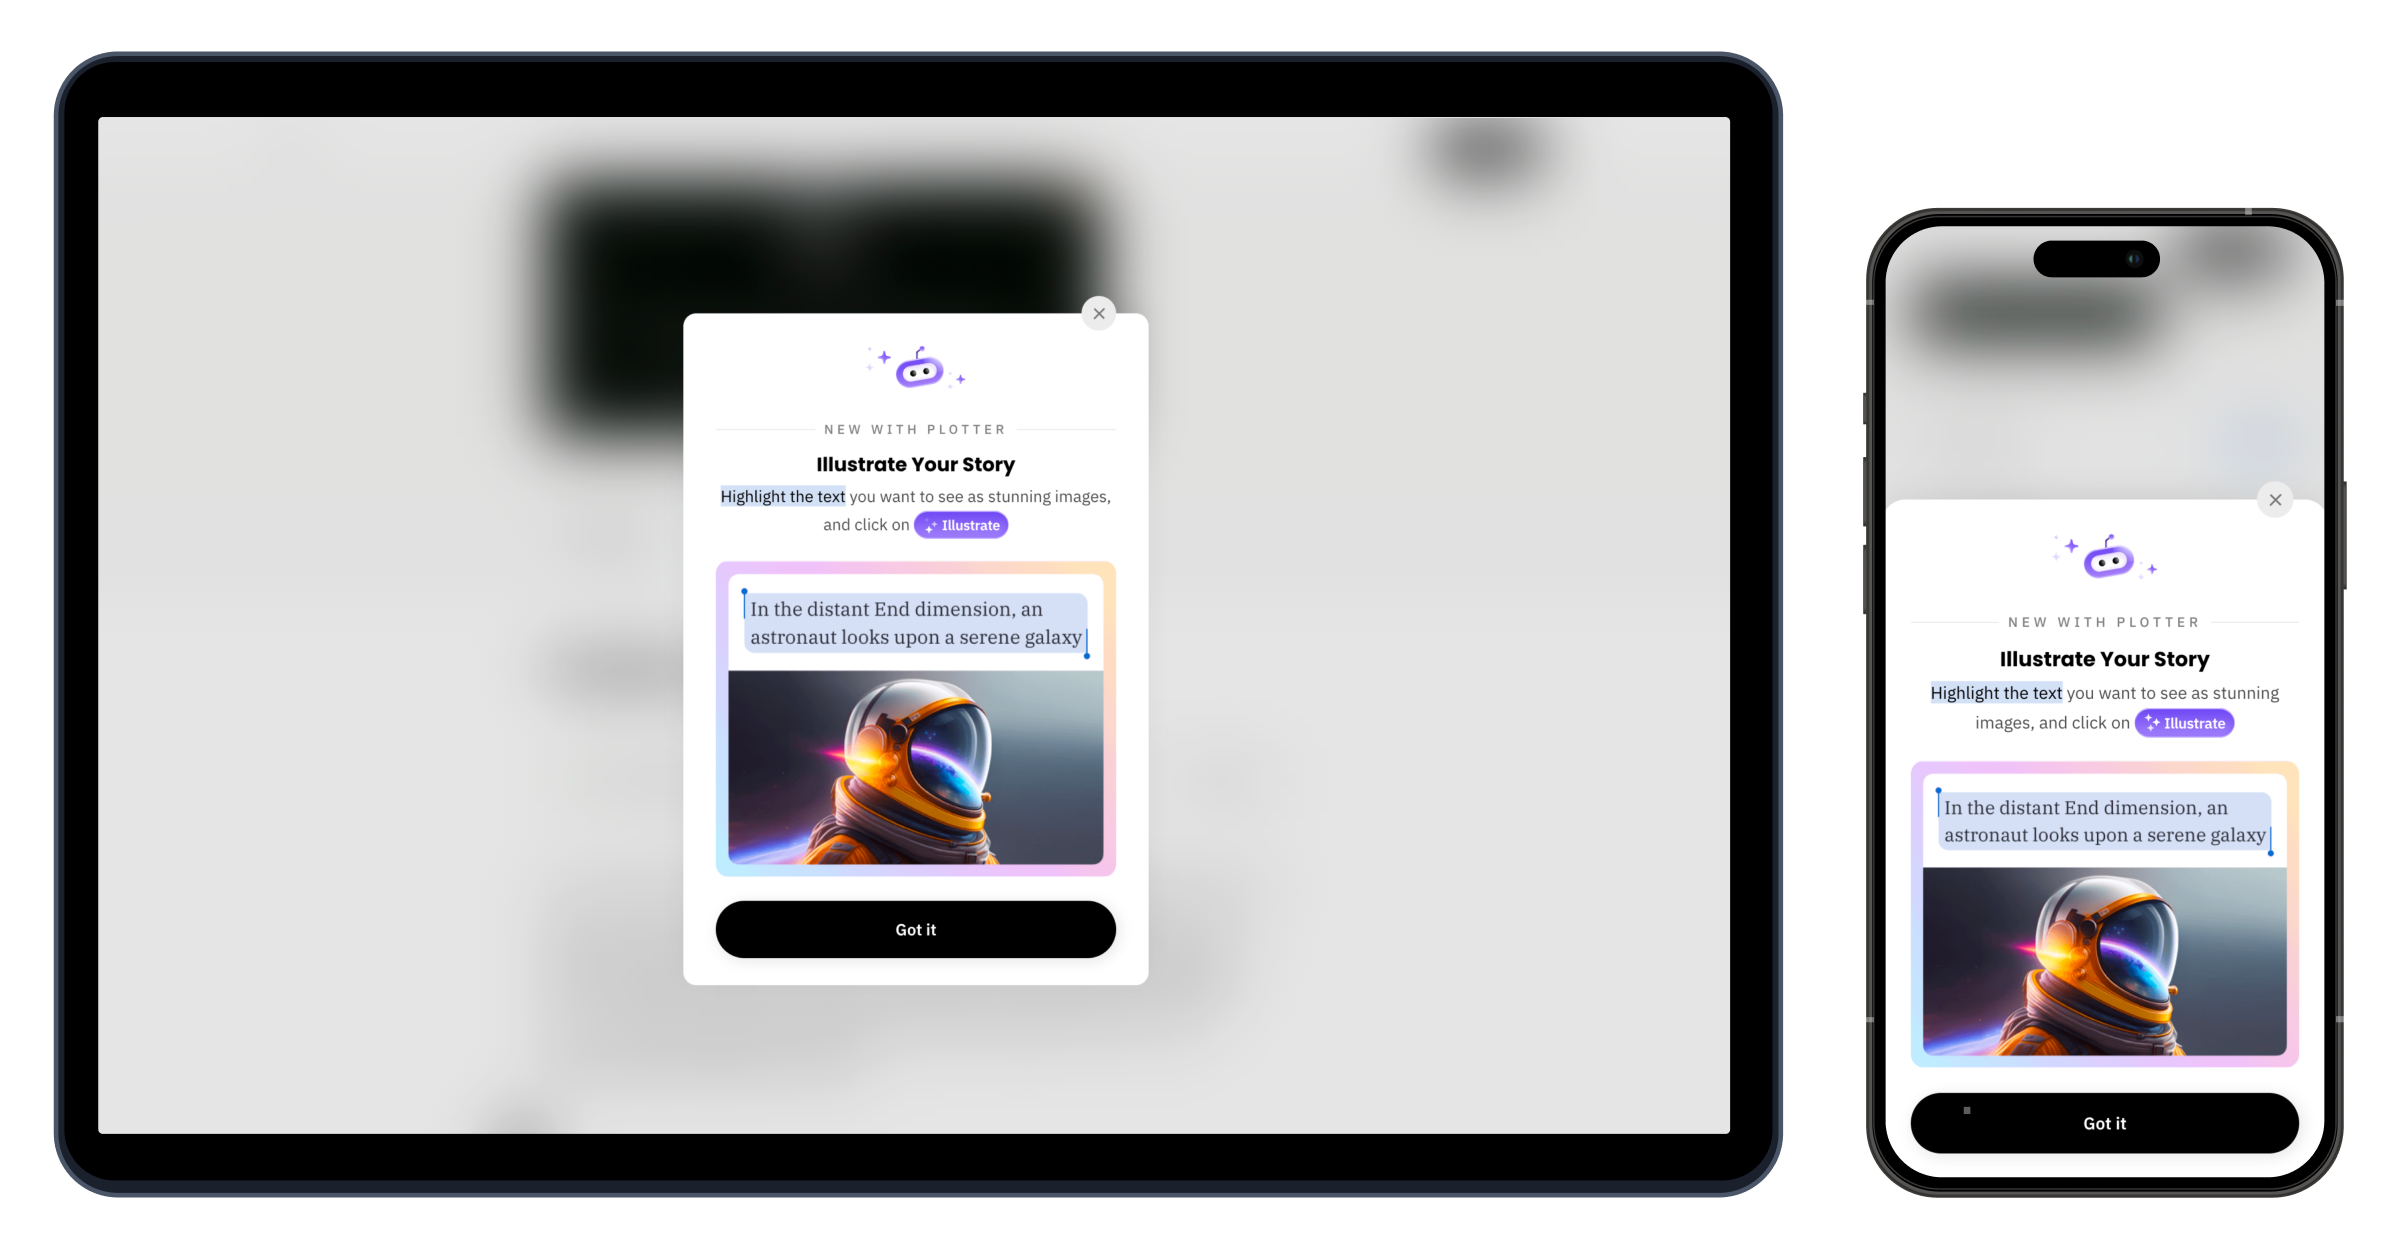 NEW WITH PLOTTER
Illustrate Your Story
Highlight the text you want to see as stunning images,
and click on Illustrate
In the distant End dimension, an
astronaut looks upon a serene galaxy
Got it
NEW WITH PLOTTER
Illustrate Your Story
Highlight the text you want to see as stunning
images, and click on Illustrate
In the distant End dimension, an
astronaut looks upon a serene galaxy
Got it